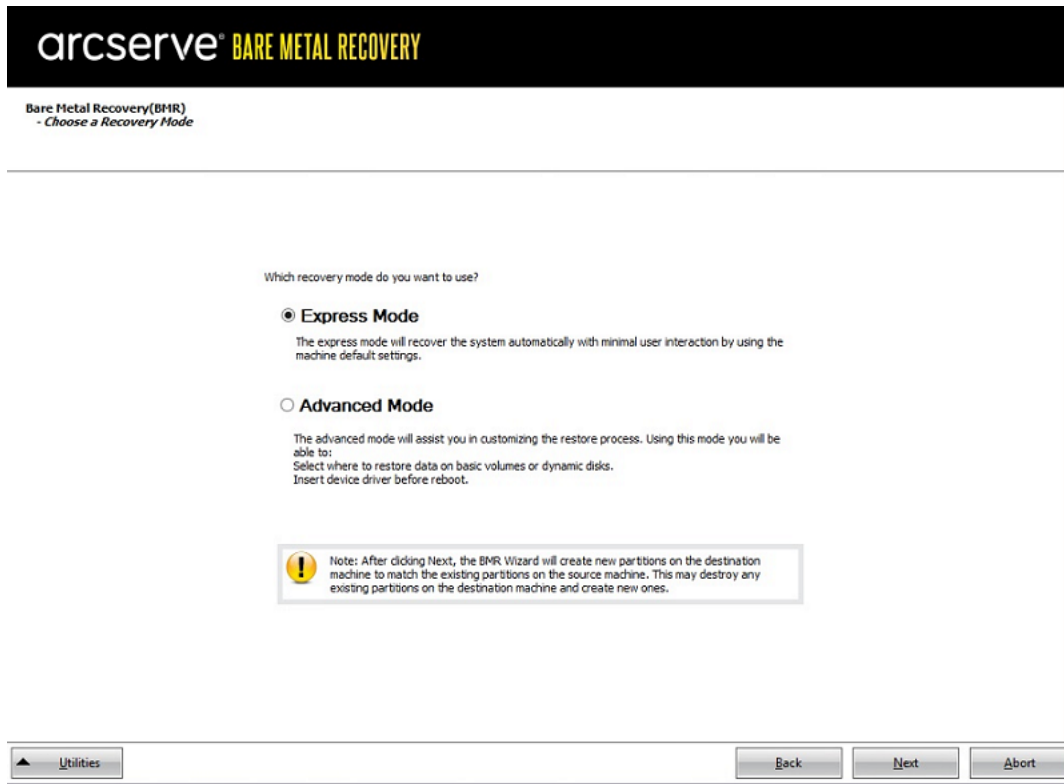 arcserve® BARE METAL RECOVERY
Bare Metal Recovery(BMR)
- Choose a Recovery Mode
Which recovery mode do you want to use?
Express Mode
The express mode will recover the system automatically with minimal user interaction by using the
machine default settings.
Advanced Mode
The advanced mode will assist you in customizing the restore process. Using this mode you will be
able to:
Select where to restore data on basic volumes or dynamic disks.
Insert device driver before reboot.
Note: After clicking Next, the BMR Wizard will create new partitions on the destination
machine to match the existing partitions on the source machine. This may destroy any
existing partitions on the destination machine and create new ones.
Utilities
Back
Next
Abort